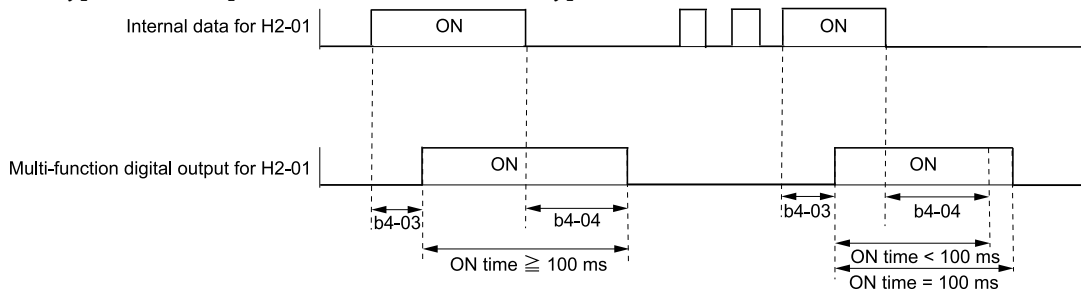 Internal data for H2-01
ON
ON
Multi-function digital output for H2-01
ON
ON
b4-03
b4-04
b4-03
b4-04
ON time ≧ 100 ms
ON time < 100 ms
ON time = 100 ms